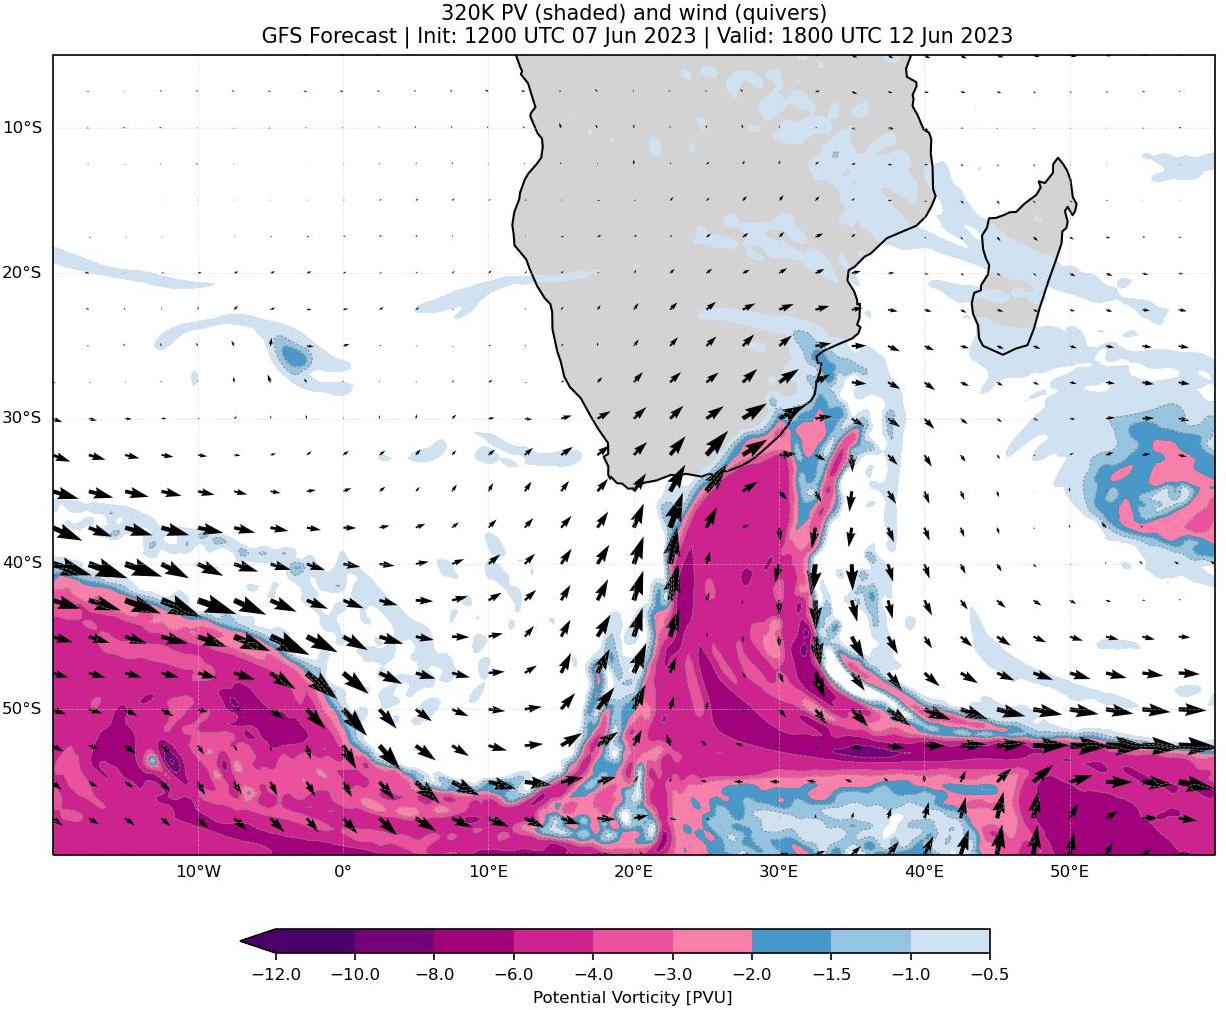 320K PV (shaded) and wind (quivers)
GFS Forecast | Init: 1200 UTC 07 Jun 2023 | Valid: 1800 UTC 12 Jun 2023
10°S
20°S
30°S
40°S
50°S
10°W 0° 10°E 20°E 30°E 40°E 50°E
−12.0 −10.0 −8.0 −6.0 −4.0 −3.0 −2.0 −1.5 −1.0 −0.5
Potential Vorticity [PVU]